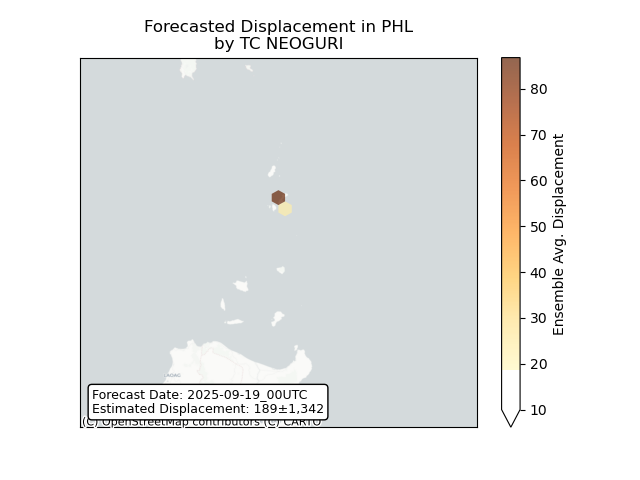 Forecasted Displacement in PHL
by TC NEOGURI
80
70
60
50
40
30
20
10
Ensemble Avg. Displacement
LAOAG
Forecast Date: 2025-09-19_00UTC
Estimated Displacement: 189±1,342
(C) OpenStreetMap contributors (C) CARTO